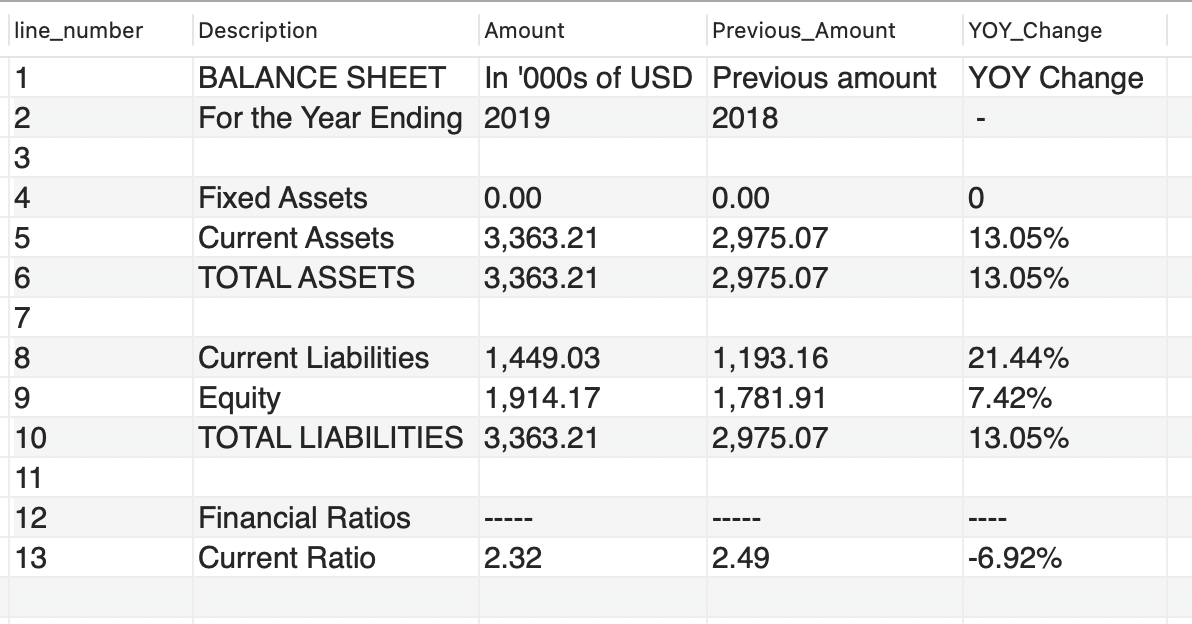 line_number Description Amount Previous_Amount YOY_Change
1 BALANCE SHEET In '000s of USD Previous amount YOY Change
2 For the Year Ending 2019 2018 -
3
4 Fixed Assets 0.00 0.00 0
5 Current Assets 3,363.21 2,975.07 13.05%
6 TOTAL ASSETS 3,363.21 2,975.07 13.05%
7
8 Current Liabilities 1,449.03 1,193.16 21.44%
9 Equity 1,914.17 1,781.91 7.42%
10 TOTAL LIABILITIES 3,363.21 2,975.07 13.05%
11
12 Financial Ratios ----- ----- ----
13 Current Ratio 2.32 2.49 -6.92%